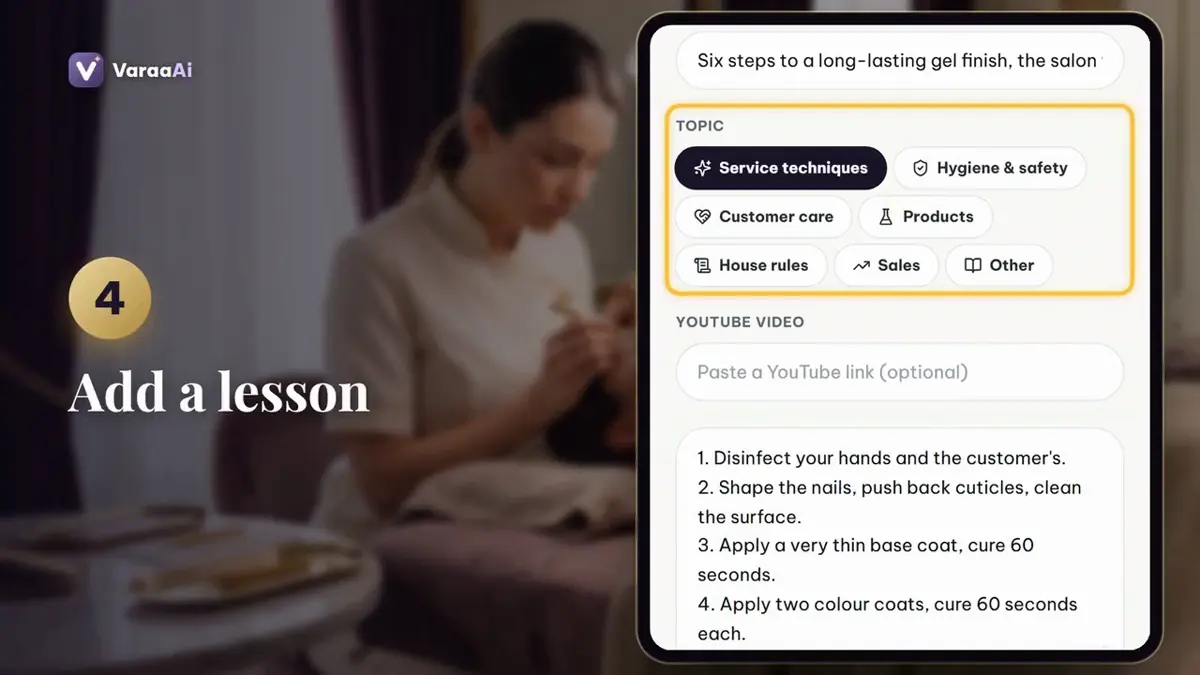 VaraaAi
4
Add a lesson
Six steps to a long-lasting gel finish, the salon
TOPIC
Service techniques
Hygiene & safety
Customer care
Products
House rules
Sales
Other
YOUTUBE VIDEO
Paste a YouTube link (optional)
1. Disinfect your hands and the customer's.
2. Shape the nails, push back cuticles, clean
the surface.
3. Apply a very thin base coat, cure 60
seconds.
4. Apply two colour coats, cure 60 seconds
each.